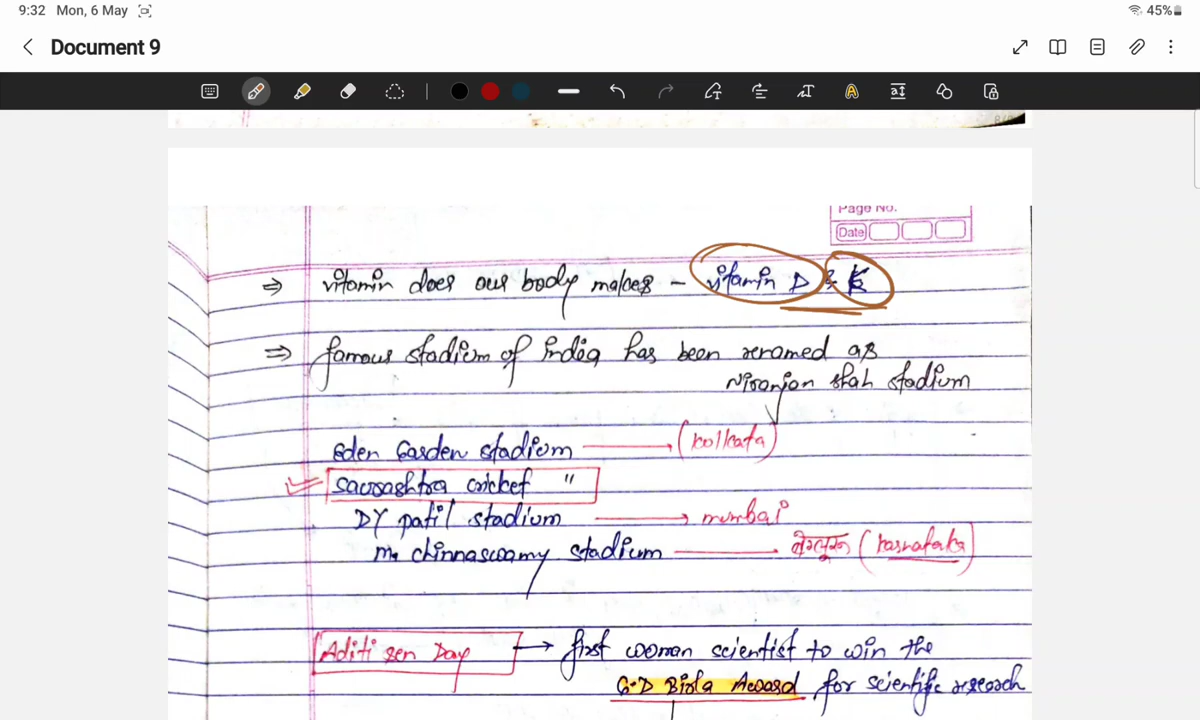 9:32 Mon, 6 May 45%
Document 9
Page No.
Date
⇒ vitamin does our body makes - vitamin D & K
⇒ famous stadium of India has been renamed as
Niranjan shah stadium
Eden Garden stadium → (kolkata)
saurashtra cricket "
DY patil stadium → mumbai
M. chinnaswamy stadium → बेंगलुरु (karnataka)
Aditi sen Day → first woman scientist to win the
G.D Birla Award for scientific research